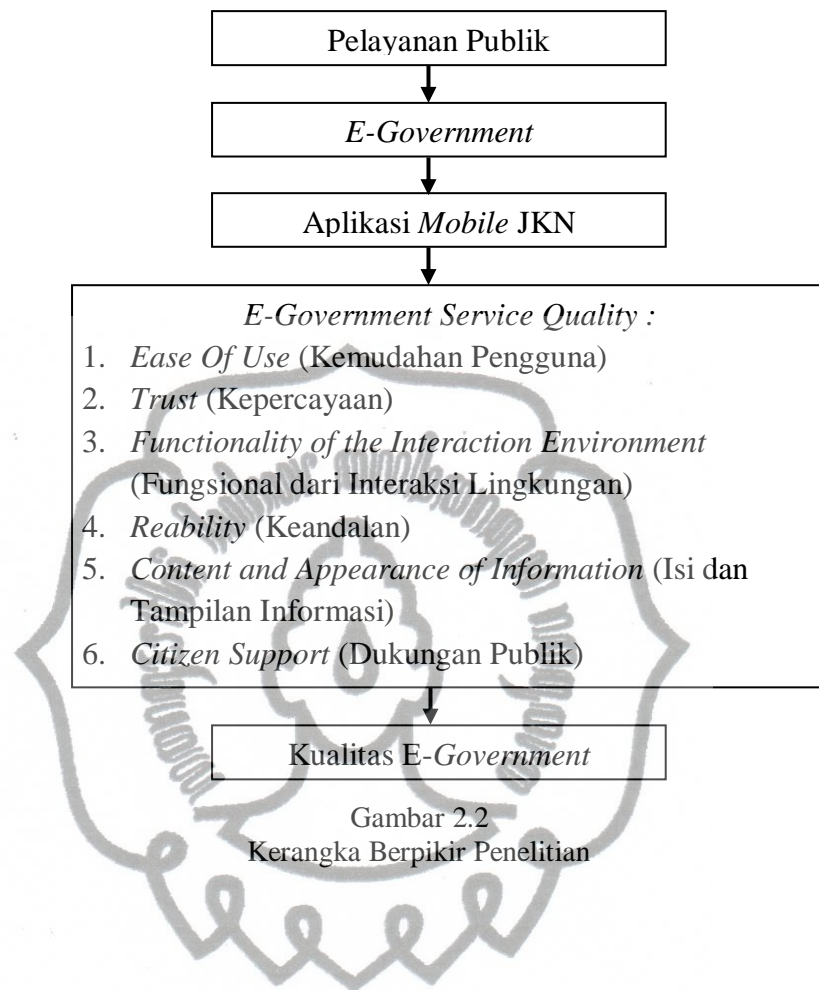 Pelayanan Publik
E-Government
Aplikasi Mobile JKN
E-Government Service Quality :
1. Ease Of Use (Kemudahan Pengguna)
2. Trust (Kepercayaan)
3. Functionality of the Interaction Environment
(Fungsional dari Interaksi Lingkungan)
4. Reability (Keandalan)
5. Content and Appearance of Information (Isi dan
Tampilan Informasi)
6. Citizen Support (Dukungan Publik)
Kualitas E-Government
Gambar 2.2
Kerangka Berpikir Penelitian